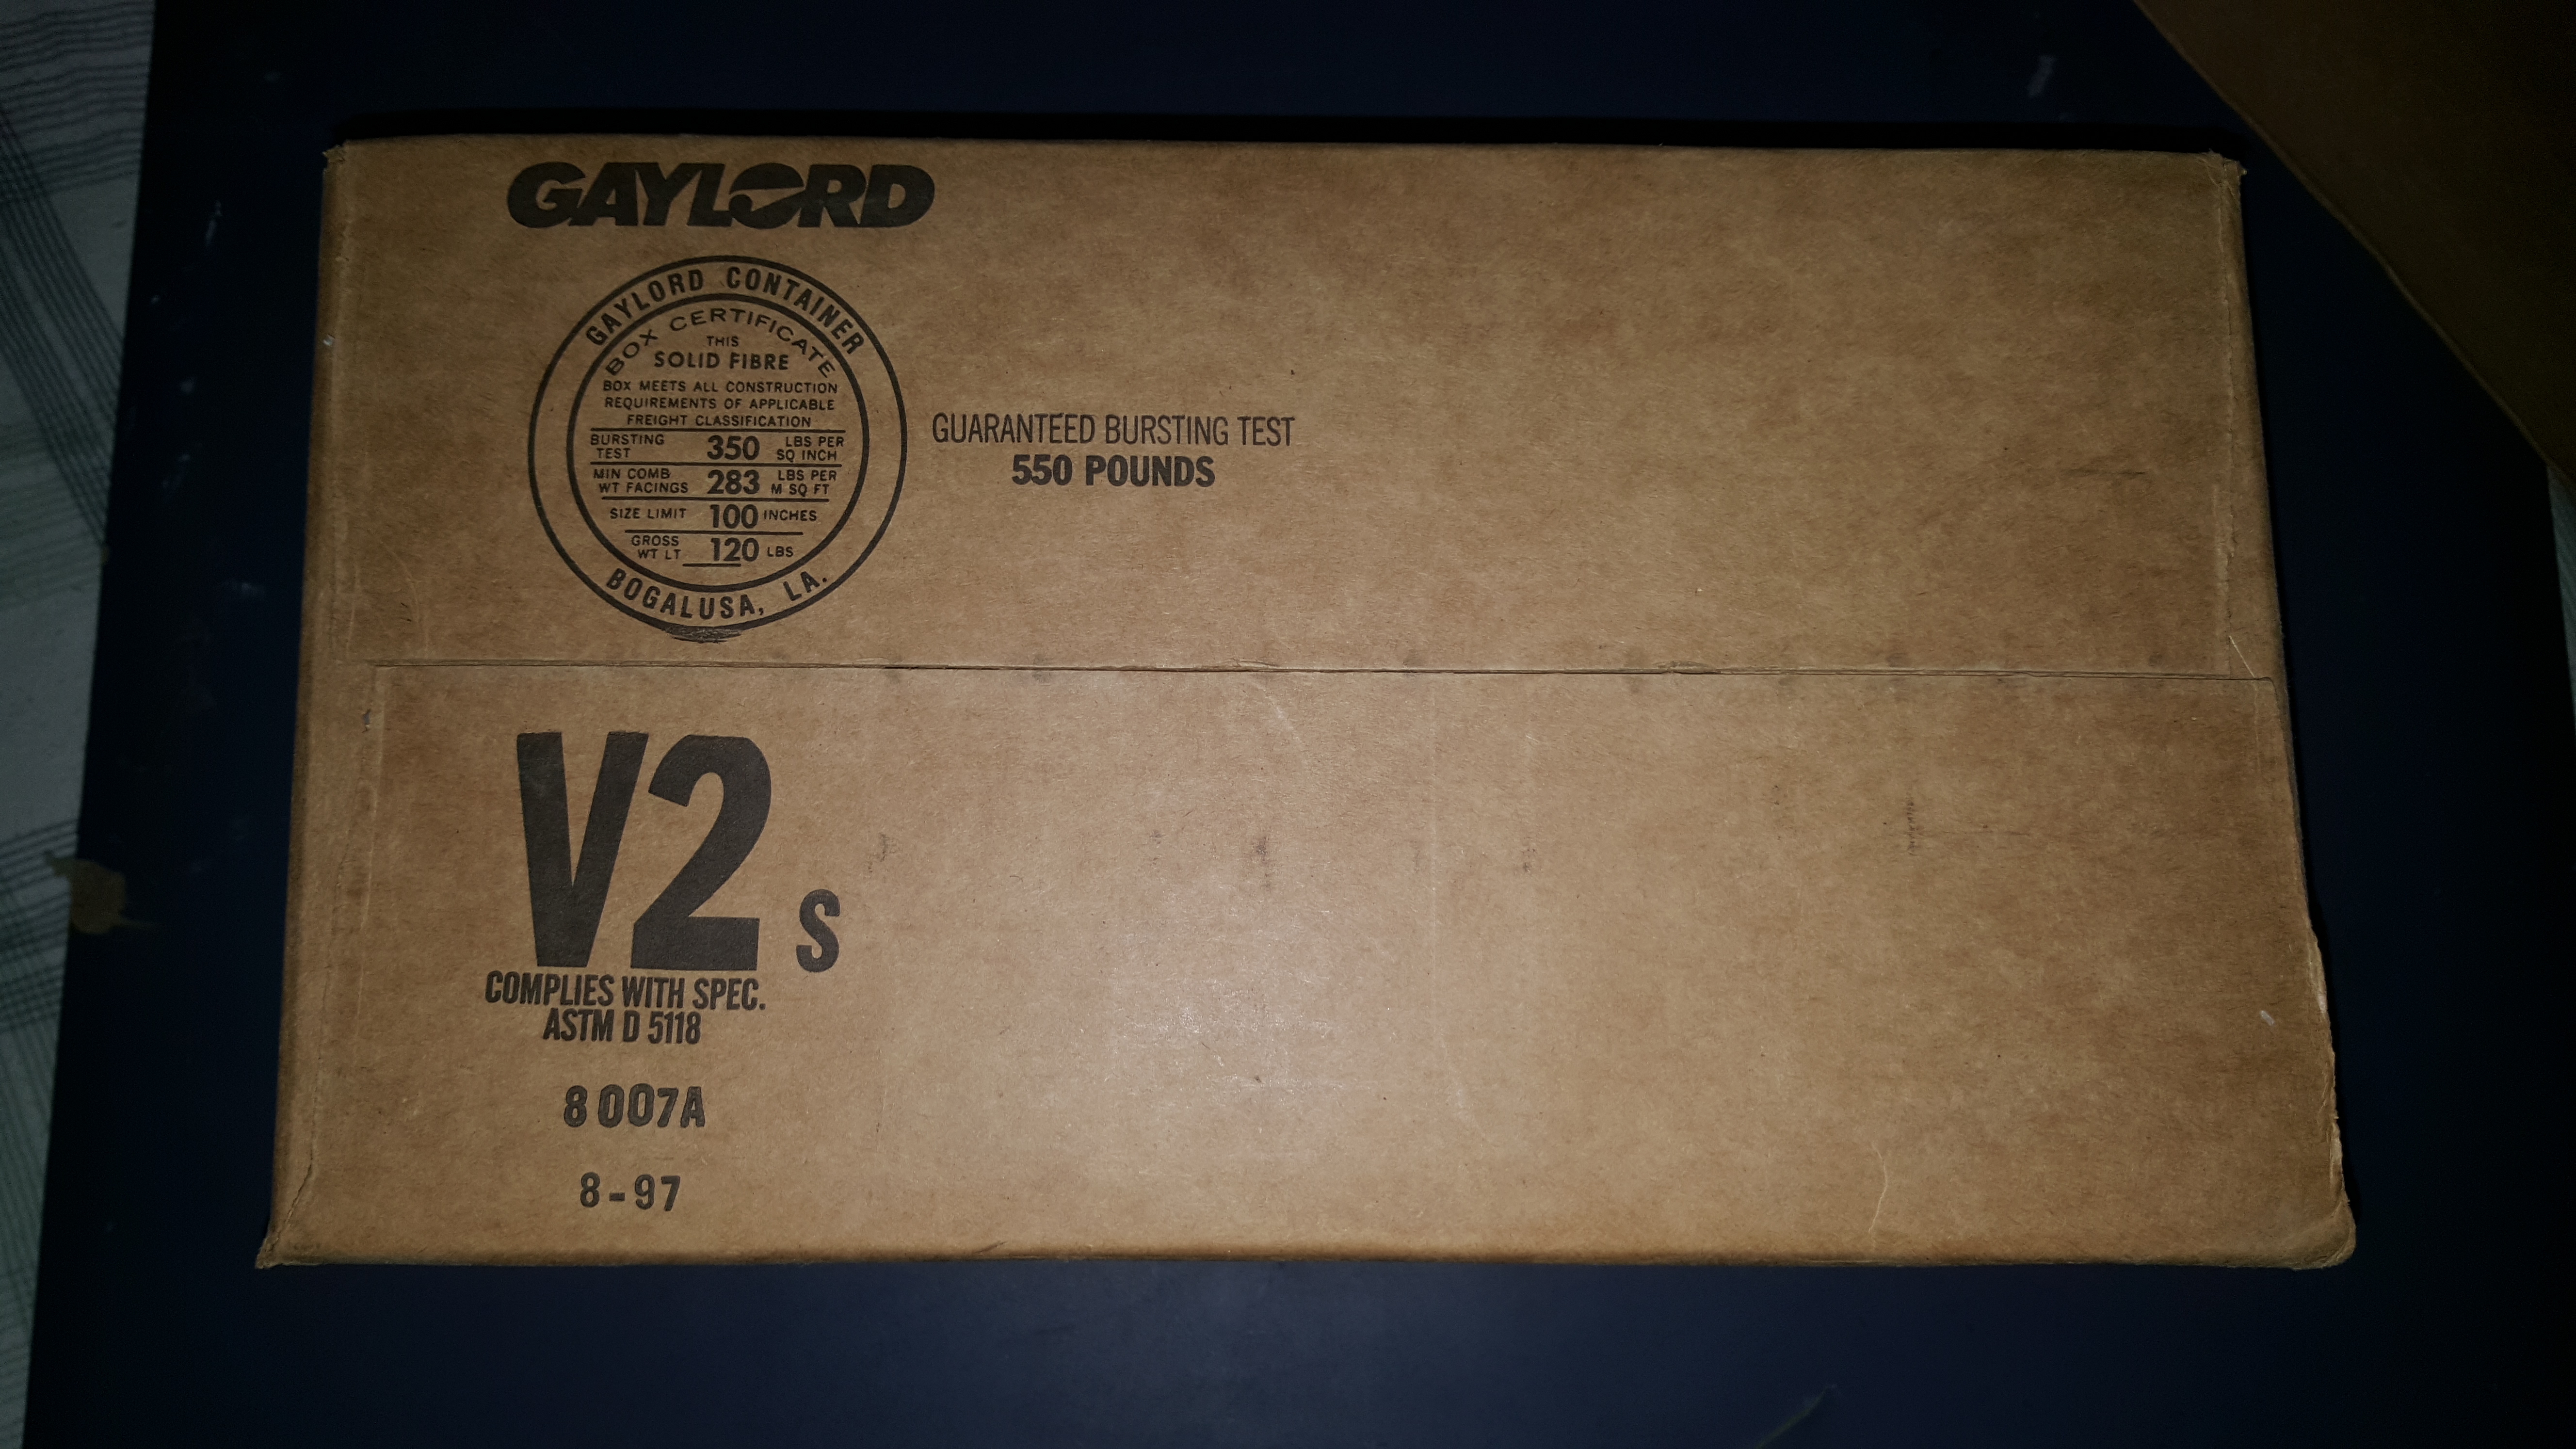 GAYLORD
GAYLORD CONTAINER
BOX CERTIFICATE
THIS
SOLID FIBRE
BOX MEETS ALL CONSTRUCTION
REQUIREMENTS OF APPLICABLE
FREIGHT CLASSIFICATION
BURSTING TEST 350 LBS PER SQ INCH
MIN COMB WT FACINGS 283 LBS PER M SQ FT
SIZE LIMIT 100 INCHES
GROSS WT LT 120 LBS
BOGALUSA, LA.
GUARANTEED BURSTING TEST
550 POUNDS
V2 S
COMPLIES WITH SPEC.
ASTM D 5118
8007A
8-97